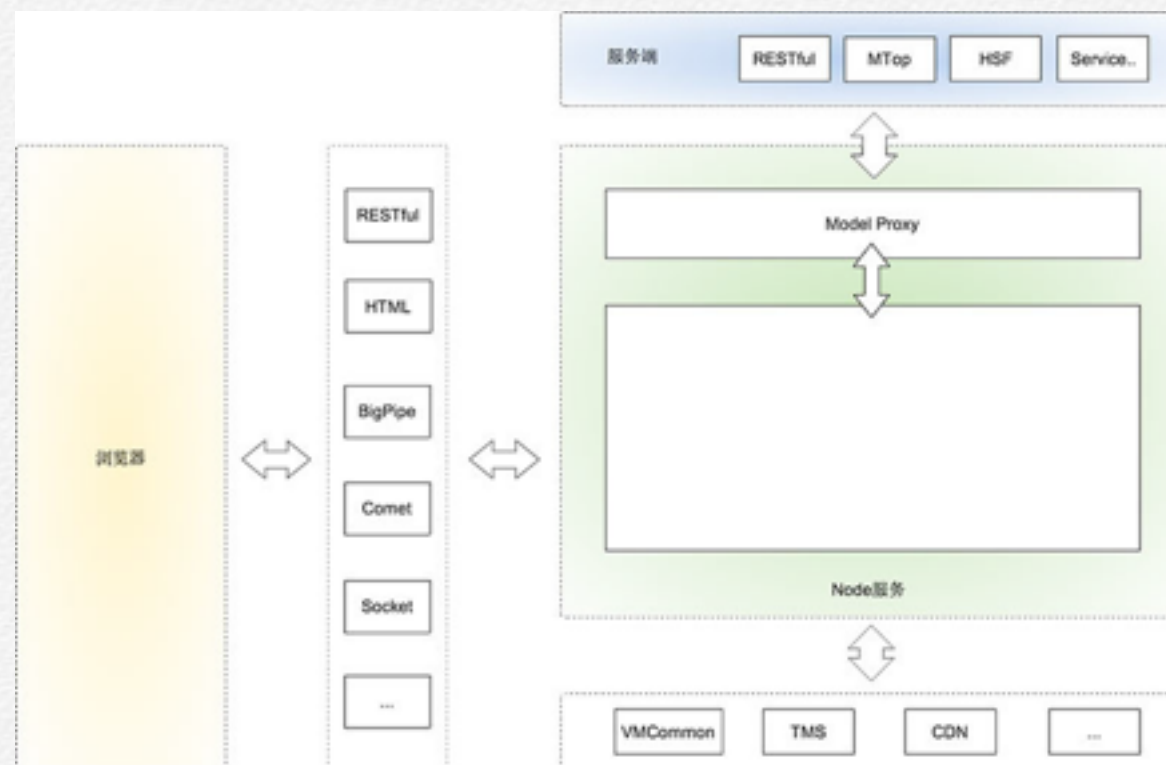 服务端
RESTful
MTop
HSF
Service..
浏览器
RESTful
HTML
BigPipe
Comet
Socket
...
Model Proxy
Node服务
VMCommon
TMS
CDN
...